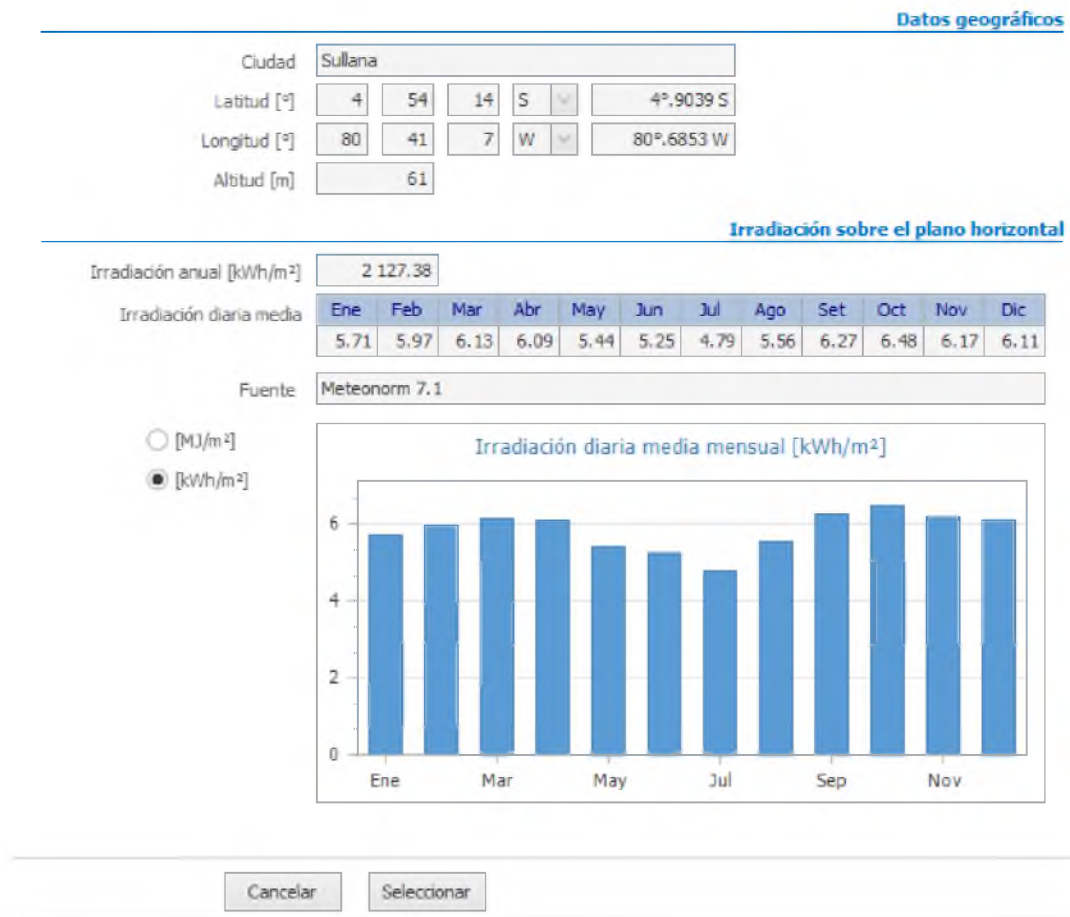 Datos geográficos
Ciudad Sullana
Latitud [°] 4 54 14 S 4°.9039 S
Longitud [°] 80 41 7 W 80°.6853 W
Altitud [m] 61
Irradiación sobre el plano horizontal
Irradiación anual [kWh/m²] 2 127.38
Irradiación diaria media Ene Feb Mar Abr May Jun Jul Ago Set Oct Nov Dic
5.71 5.97 6.13 6.09 5.44 5.25 4.79 5.56 6.27 6.48 6.17 6.11
Fuente Meteonorm 7.1
[MJ/m²]
[kWh/m²]
Irradiación diaria media mensual [kWh/m²]
6
4
2
0
Ene Mar May Jul Sep Nov
Cancelar Seleccionar